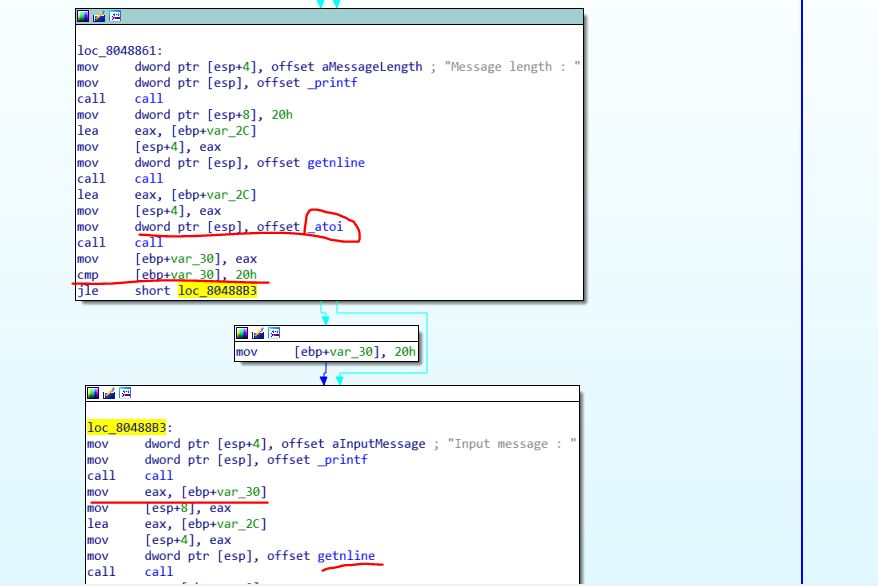 loc_8048861:
mov dword ptr [esp+4], offset aMessageLength ; "Message length : "
mov dword ptr [esp], offset _printf
call call
mov dword ptr [esp+8], 20h
lea eax, [ebp+var_2C]
mov [esp+4], eax
mov dword ptr [esp], offset getnline
call call
lea eax, [ebp+var_2C]
mov [esp+4], eax
mov dword ptr [esp], offset _atoi
call call
mov [ebp+var_30], eax
cmp [ebp+var_30], 20h
jle short loc_80488B3
mov [ebp+var_30], 20h
loc_80488B3:
mov dword ptr [esp+4], offset aInputMessage ; "Input message : "
mov dword ptr [esp], offset _printf
call call
mov eax, [ebp+var_30]
mov [esp+8], eax
lea eax, [ebp+var_2C]
mov [esp+4], eax
mov dword ptr [esp], offset getnline
call call